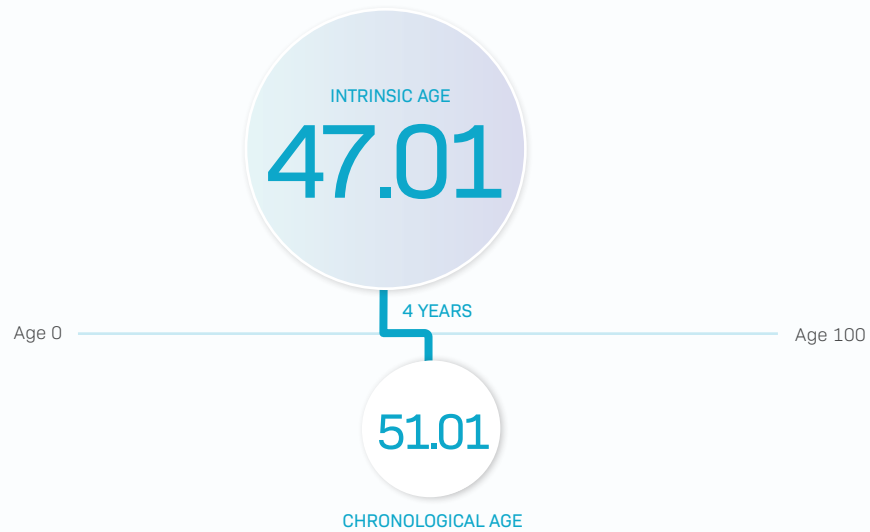 INTRINSIC AGE
47.01
4 YEARS
Age 0
Age 100
51.01
CHRONOLOGICAL AGE